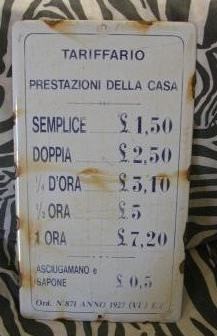 TARIFFARIO
PRESTAZIONI DELLA CASA
SEMPLICE £ 1,50
DOPPIA £ 2,50
¼ D'ORA £ 3,10
½ ORA £ 5
1 ORA £ 7,20
ASCIUGAMANO e
SAPONE £ 0,5
Ord. N°871 ANNO 1927 (VI°) E.F.